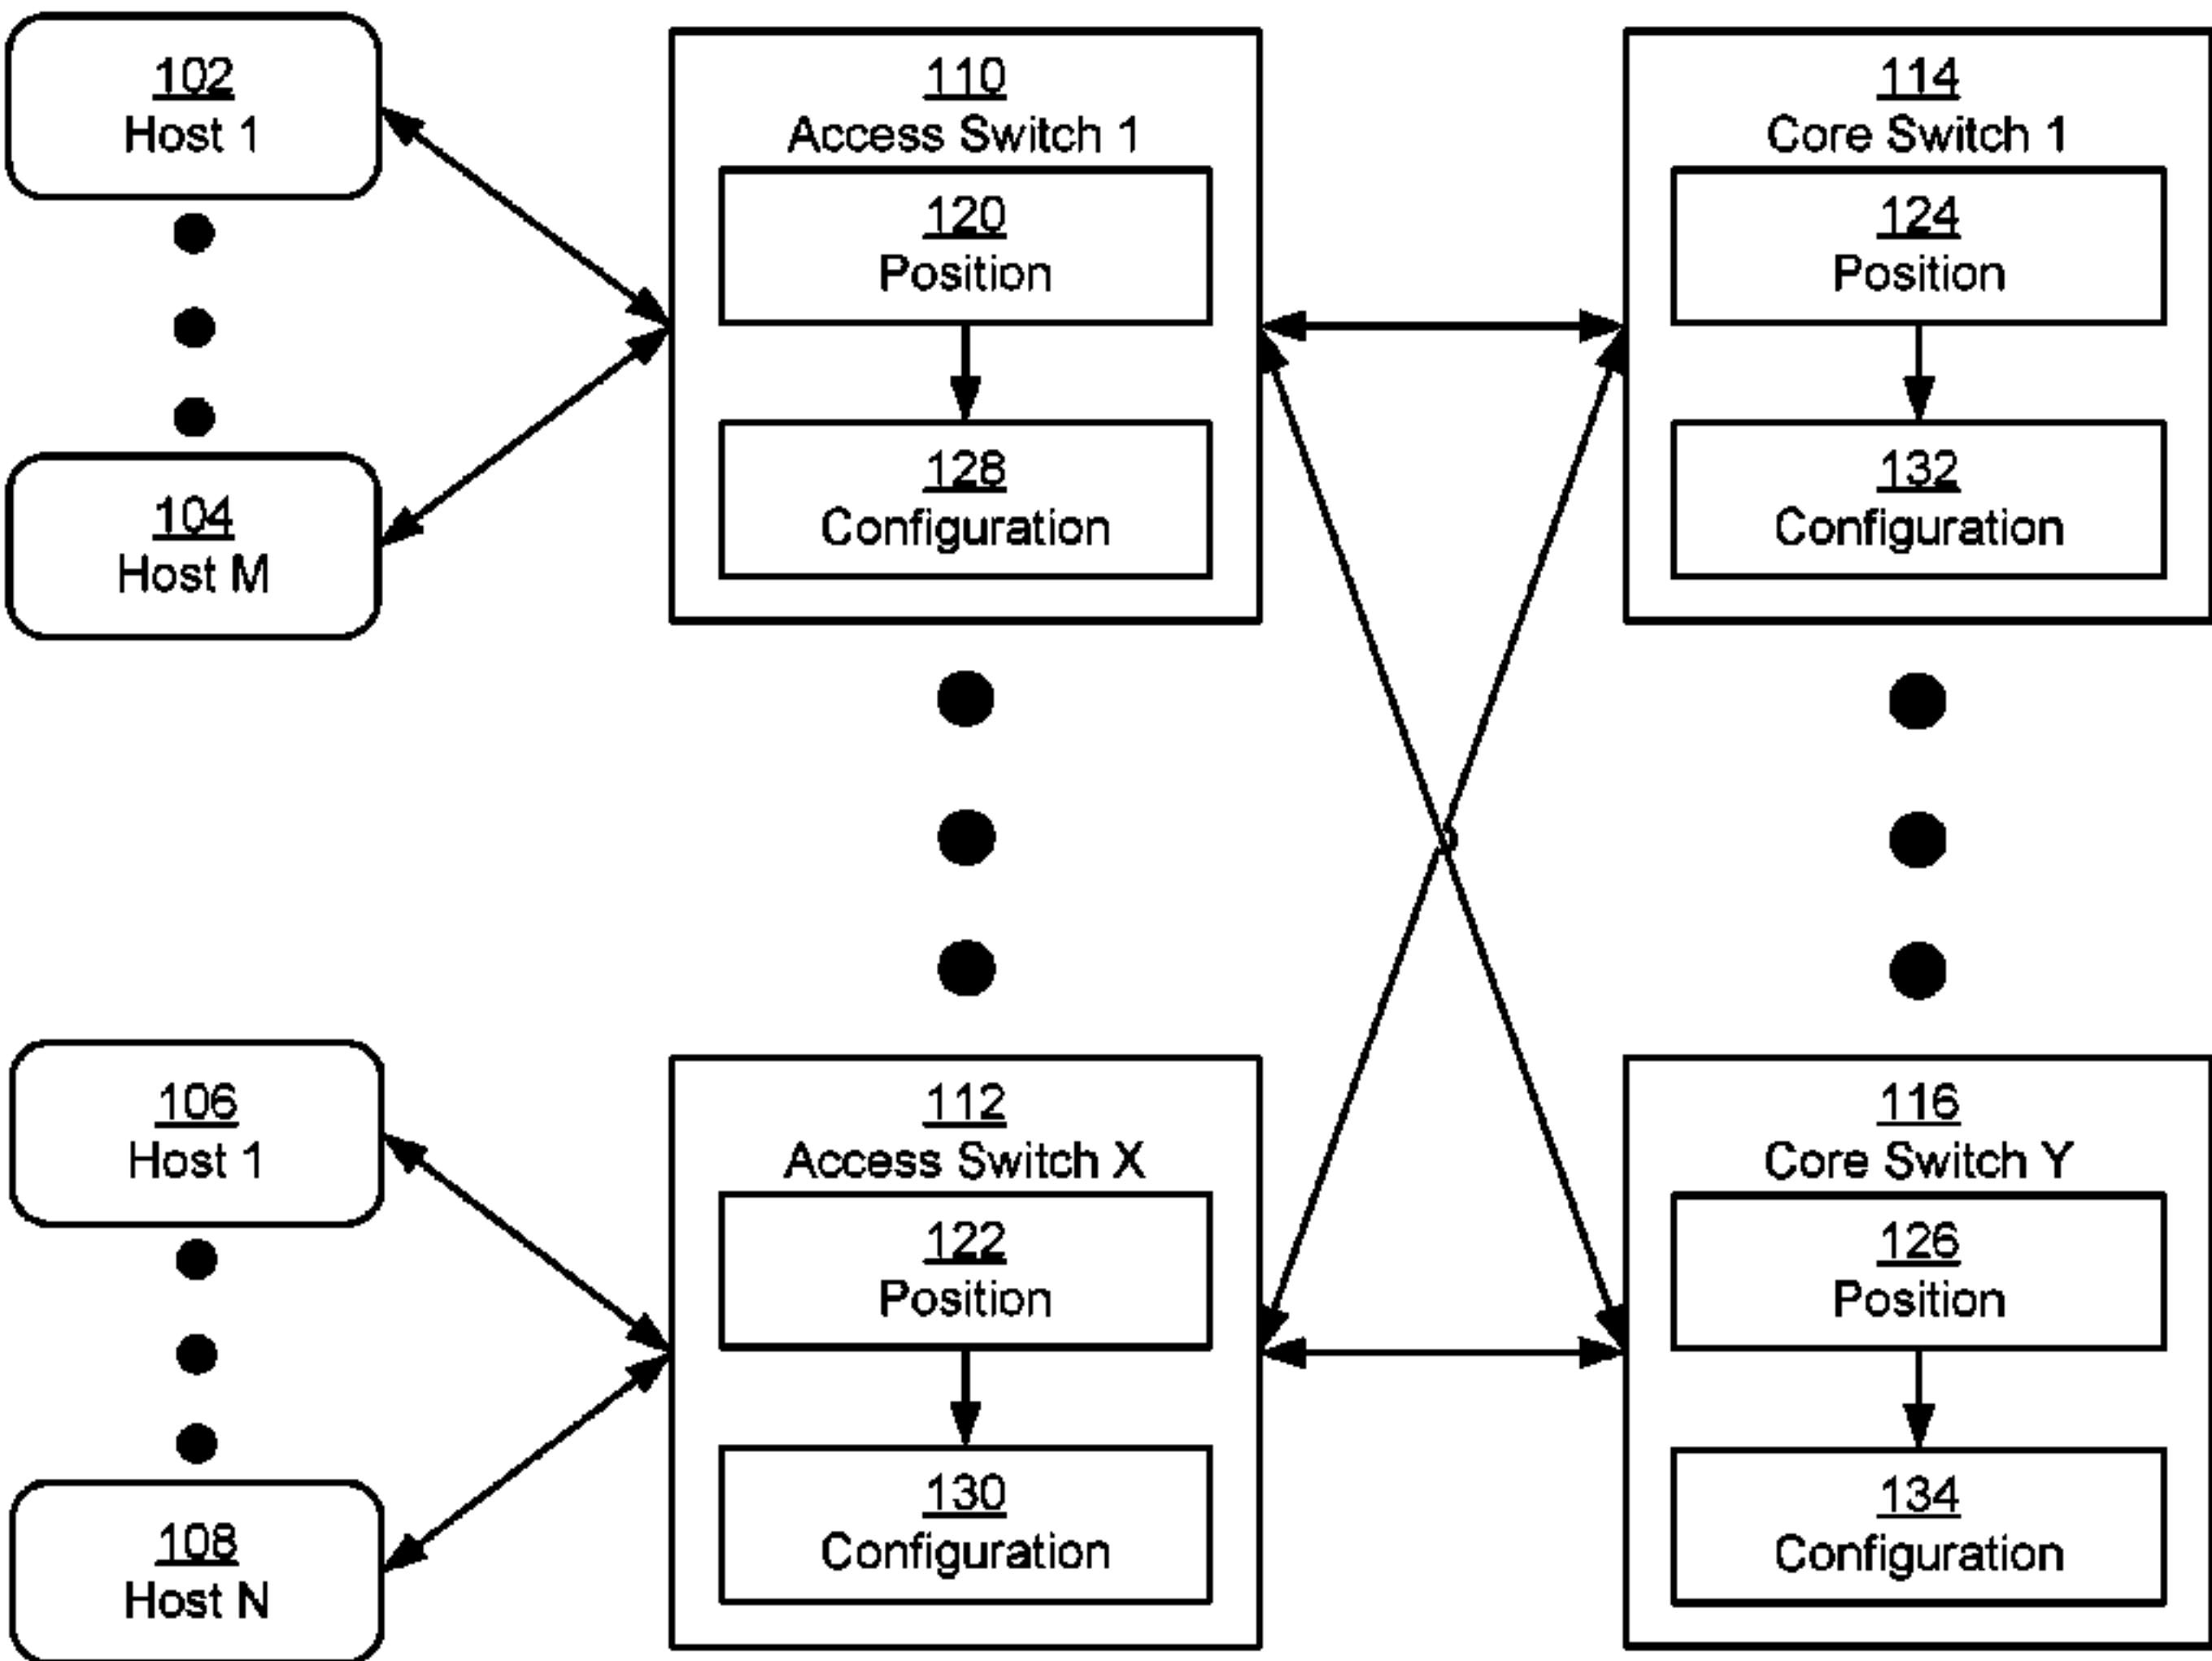 102
Host 1
104
Host M
110
Access Switch 1
120
Position
128
Configuration
114
Core Switch 1
124
Position
132
Configuration
106
Host 1
108
Host N
112
Access Switch X
122
Position
130
Configuration
116
Core Switch Y
126
Position
134
Configuration